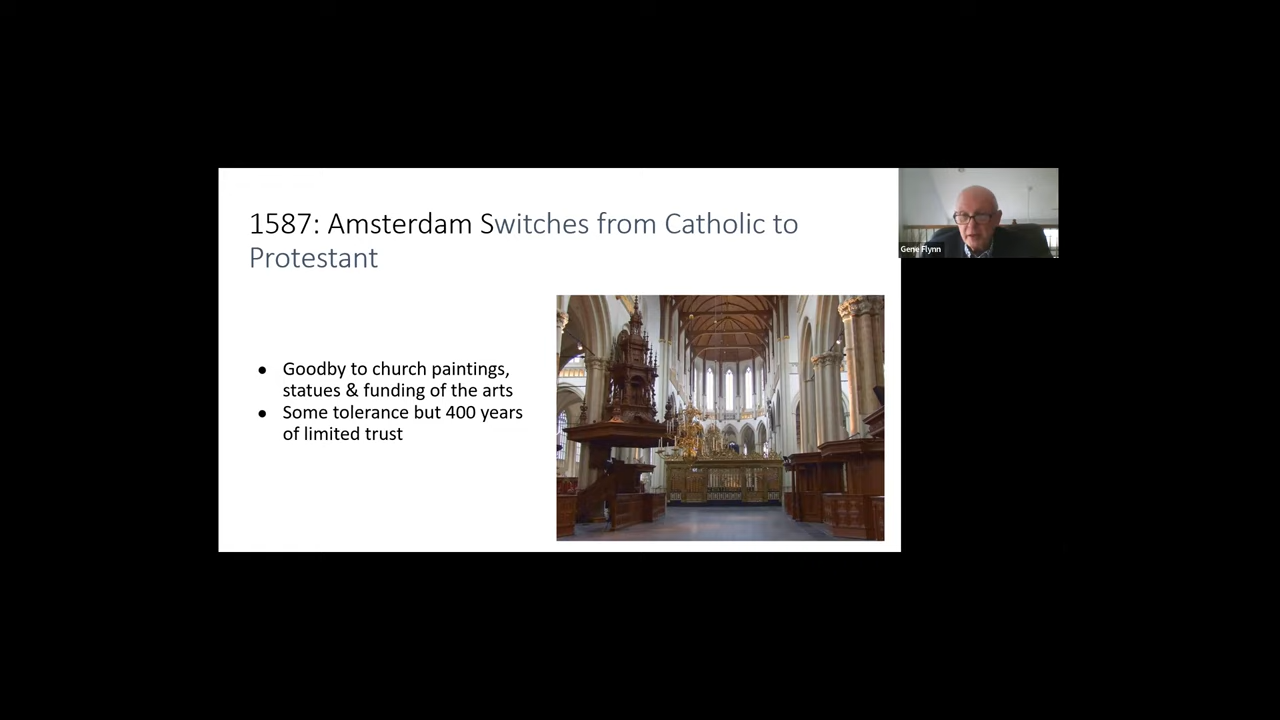 1587: Amsterdam Switches from Catholic to
Protestant
● Goodby to church paintings,
statues & funding of the arts
● Some tolerance but 400 years
of limited trust
Gene Flynn